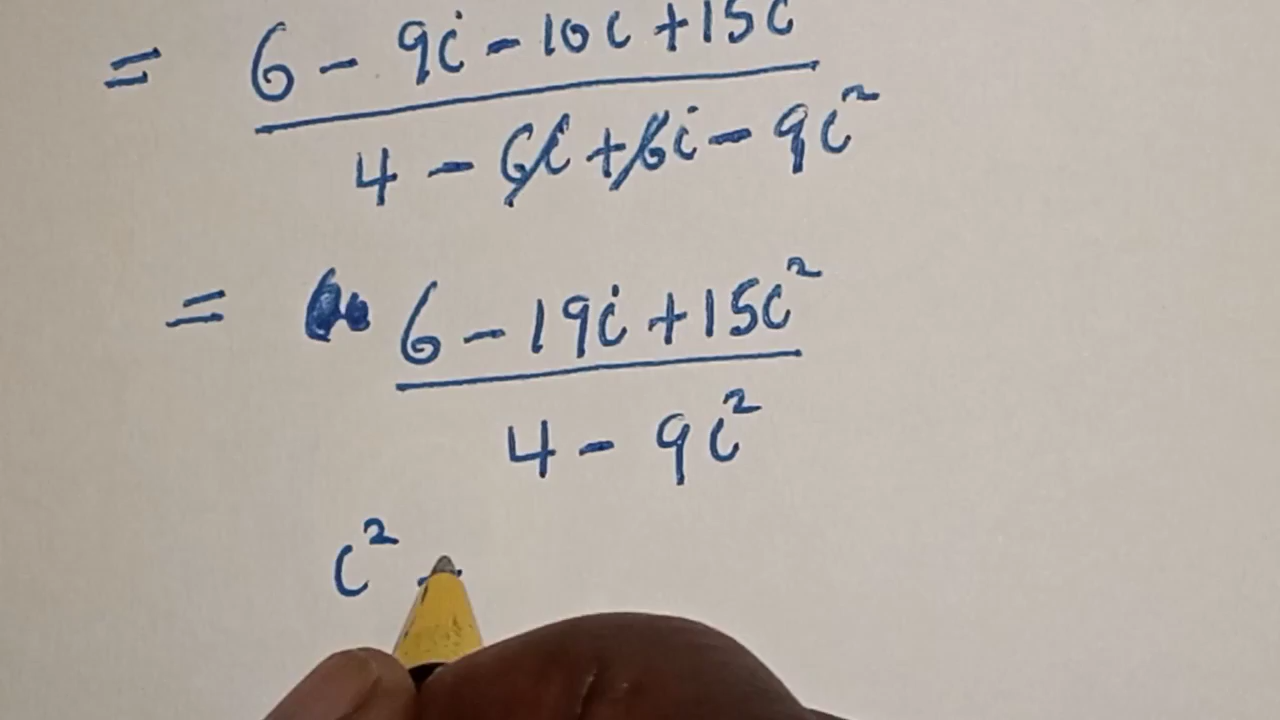 = 6 - 9i - 10i + 15i
4 - 6i + 6i - 9i²
= 6 - 19i + 15i²
4 - 9i²
i²